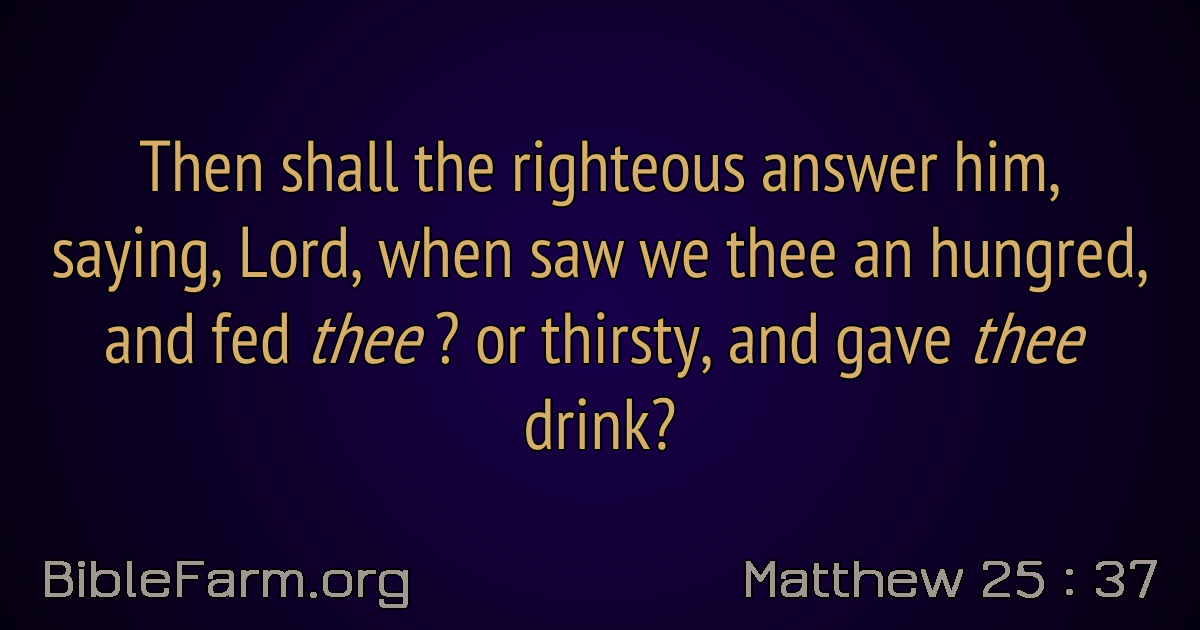 Then shall the righteous answer him,
saying, Lord, when saw we thee an hungred,
and fed thee ? or thirsty, and gave thee
drink?
BibleFarm.org
Matthew 25 : 37